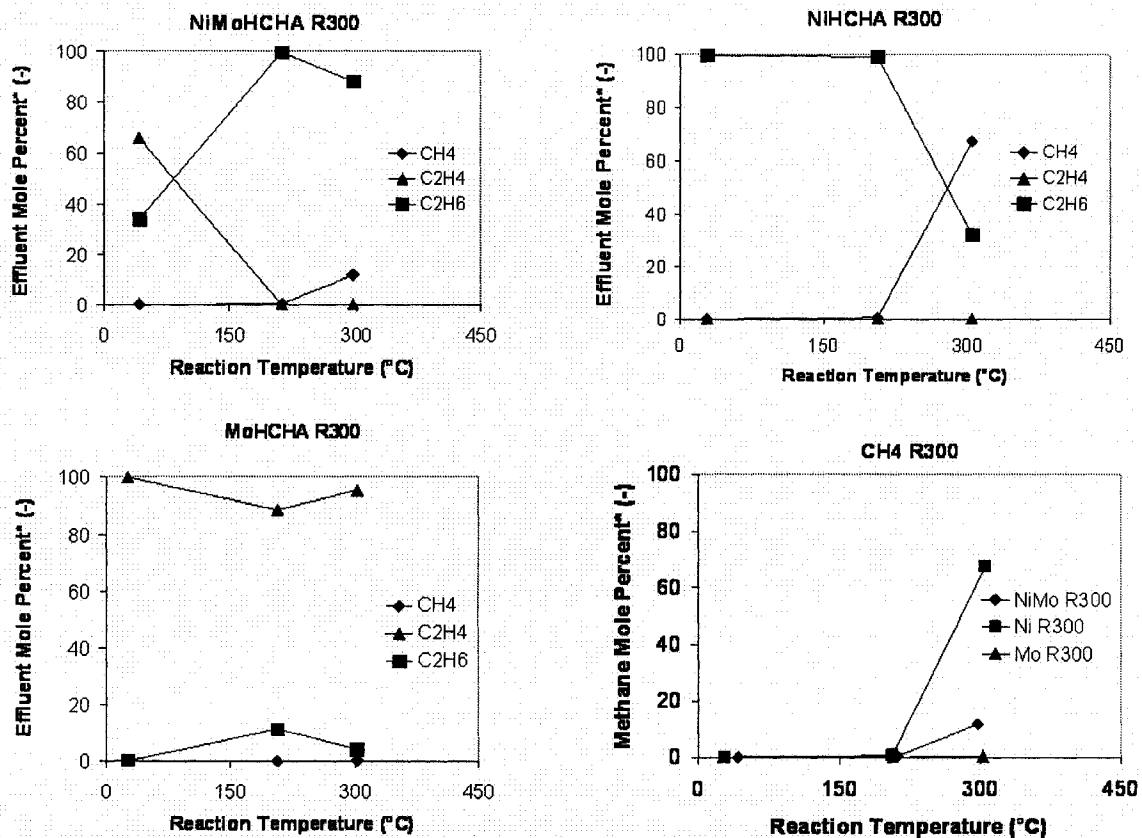 NiMoHCHA R300
Effluent Mole Percent* (-)
100
80
60
40
20
0
0 150 300 450
Reaction Temperature (°C)
CH4
C2H4
C2H6
NiHCHA R300
Effluent Mole Percent* (-)
100
80
60
40
20
0
0 150 300 450
Reaction Temperature (°C)
CH4
C2H4
C2H6
MoHCHA R300
Effluent Mole Percent* (-)
100
80
60
40
20
0
0 150 300 450
Reaction Temperature (°C)
CH4
C2H4
C2H6
CH4 R300
Methane Mole Percent* (-)
100
80
60
40
20
0
0 150 300 450
Reaction Temperature (°C)
NiMo R300
Ni R300
Mo R300